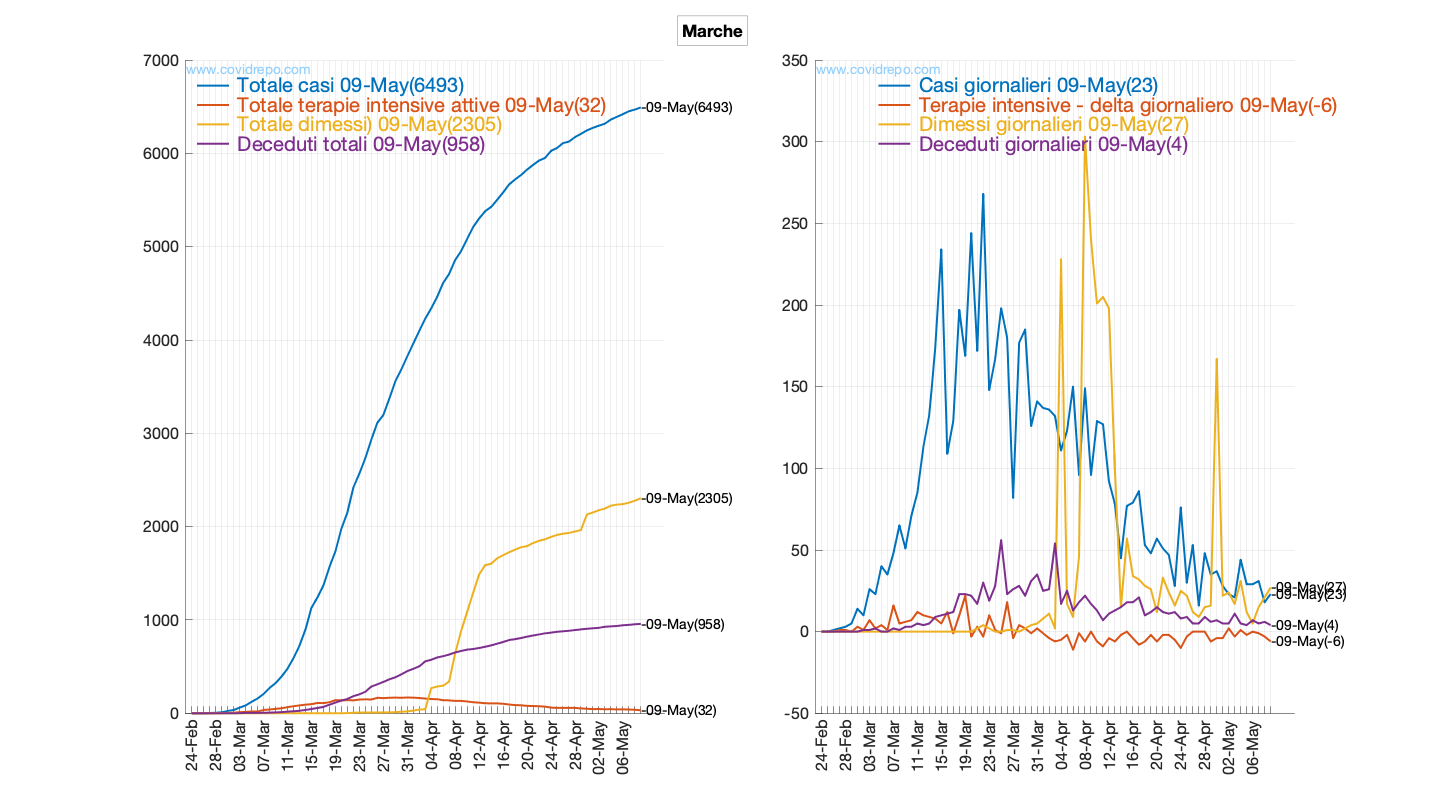 Marche
7000
6000
5000
4000
3000
2000
1000
0
www.covidrepo.com
Totale casi 09-May(6493)
Totale terapie intensive attive 09-May(32)
Totale dimessi) 09-May(2305)
Deceduti totali 09-May(958)
-09-May(6493)
-09-May(2305)
-09-May(958)
-09-May(32)
24-Feb
28-Feb
03-Mar
07-Mar
11-Mar
15-Mar
19-Mar
23-Mar
27-Mar
31-Mar
04-Apr
08-Apr
12-Apr
16-Apr
20-Apr
24-Apr
28-Apr
02-May
06-May
350
300
250
200
150
100
50
0
-50
www.covidrepo.com
Casi giornalieri 09-May(23)
Terapie intensive - delta giornaliero 09-May(-6)
Dimessi giornalieri 09-May(27)
Deceduti giornalieri 09-May(4)
-09-May(27)
-09-May(23)
-09-May(4)
-09-May(-6)
24-Feb
28-Feb
03-Mar
07-Mar
11-Mar
15-Mar
19-Mar
23-Mar
27-Mar
31-Mar
04-Apr
08-Apr
12-Apr
16-Apr
20-Apr
24-Apr
28-Apr
02-May
06-May